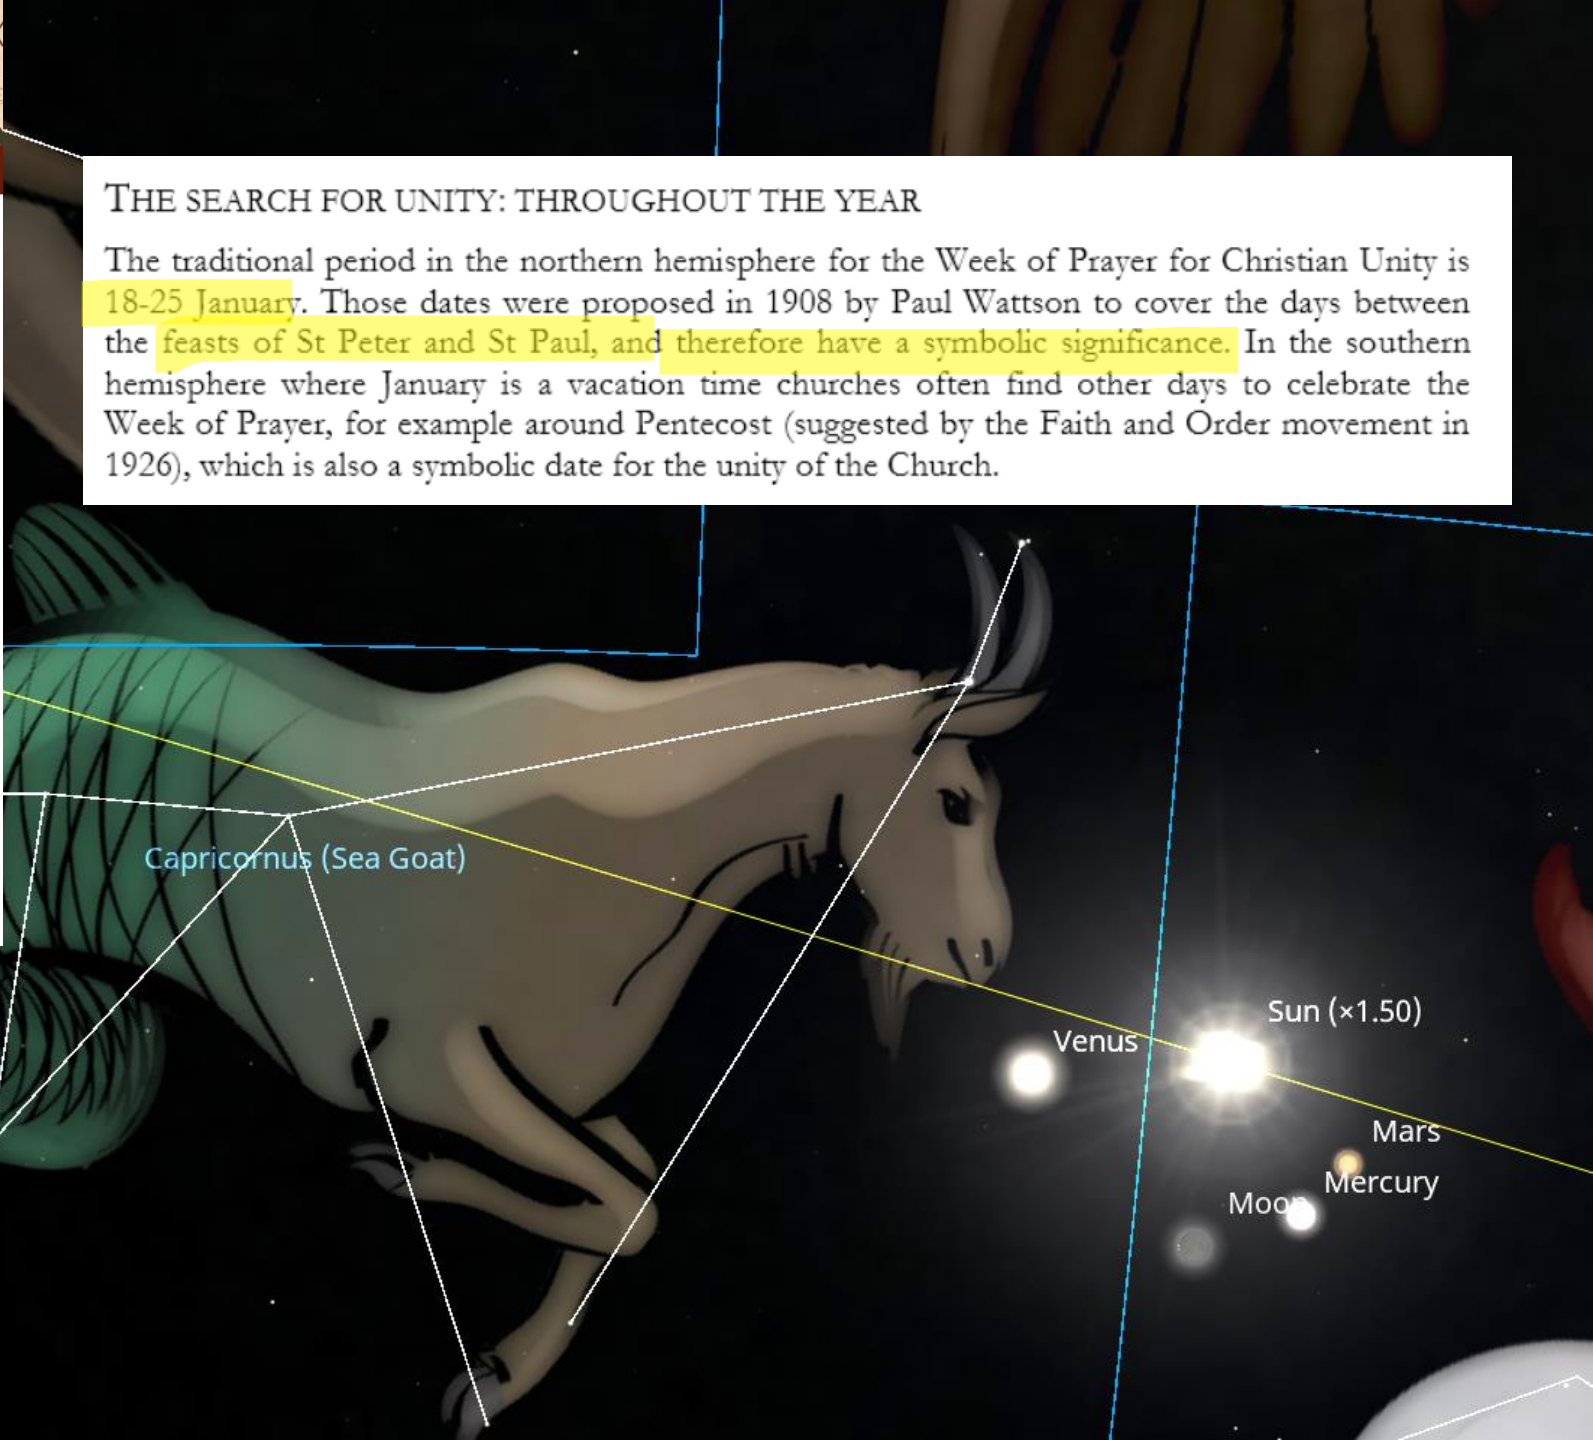 THE SEARCH FOR UNITY: THROUGHOUT THE YEAR
The traditional period in the northern hemisphere for the Week of Prayer for Christian Unity is
18-25 January. Those dates were proposed in 1908 by Paul Wattson to cover the days between
the feasts of St Peter and St Paul, and therefore have a symbolic significance. In the southern
hemisphere where January is a vacation time churches often find other days to celebrate the
Week of Prayer, for example around Pentecost (suggested by the Faith and Order movement in
1926), which is also a symbolic date for the unity of the Church.
Capricornus (Sea Goat)
Sun (×1.50)
Venus
Mars
Mercury
Moon